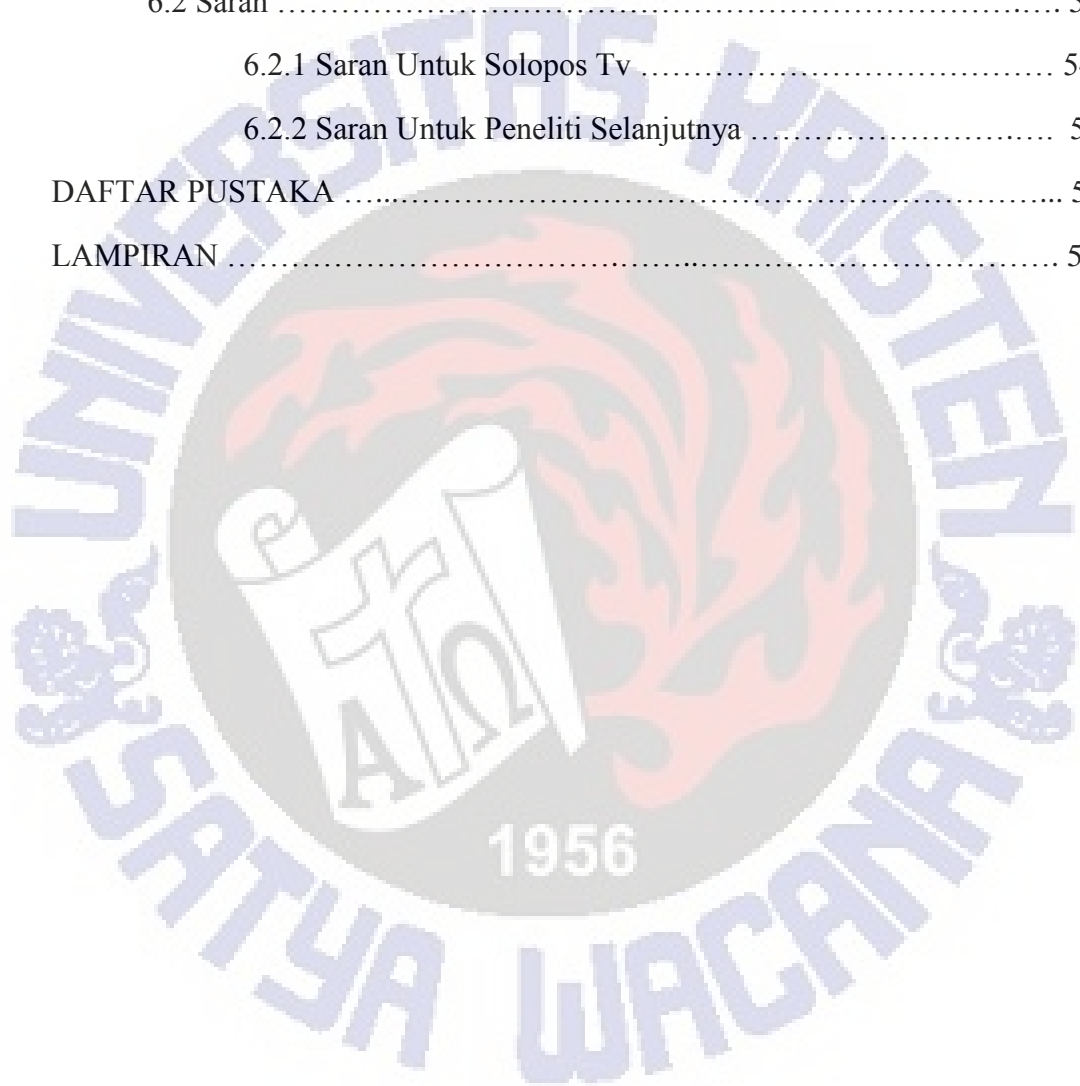 6.2 Saran ……………………………………………………………….…. 5
6.2.1 Saran Untuk Solopos Tv ………………………………… 5
6.2.2 Saran Untuk Peneliti Selanjutnya …………………….…. 5
DAFTAR PUSTAKA …...………………………………………………………... 5
LAMPIRAN ……………………………………...………………………………. 5
UNIVERSITAS KRISTEN
ΑΩ
1956
SATYA WACANA